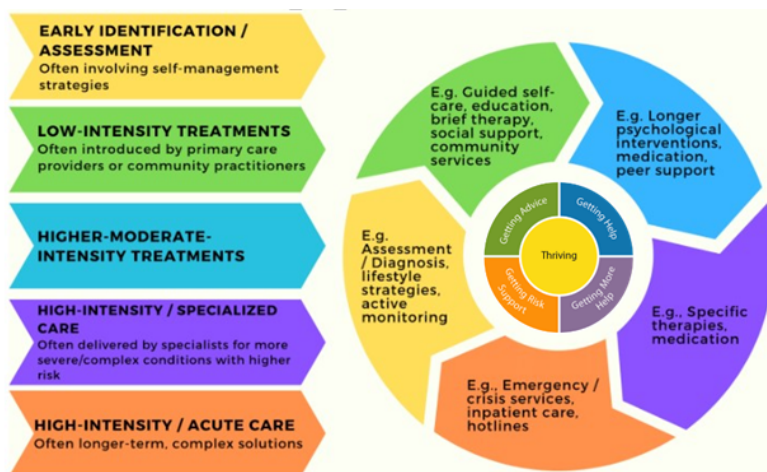 EARLY IDENTIFICATION /
ASSESSMENT
Often involving self-management
strategies
LOW-INTENSITY TREATMENTS
Often introduced by primary care
providers or community practitioners
HIGHER-MODERATE-
INTENSITY TREATMENTS
HIGH-INTENSITY / SPECIALIZED
CARE
Often delivered by specialists for more
severe/complex conditions with higher
risk
HIGH-INTENSITY / ACUTE CARE
Often longer-term, complex solutions
E.g. Guided self-
care, education,
brief therapy,
social support,
community
services
E.g. Longer
psychological
interventions,
medication,
peer support
E.g.
Assessment
/ Diagnosis,
lifestyle
strategies,
active
monitoring
E.g., Specific
therapies,
medication
E.g., Emergency /
crisis services,
inpatient care,
hotlines
Getting Advice
Getting Help
Thriving
Getting Risk
Support
Getting More
Help